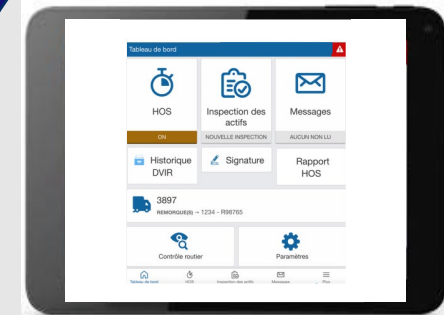 Tableau de bord
HOS
Inspection des
actifs
Messages
ON
NOUVELLE INSPECTION
AUCUN NON LU
Historique
DVIR
Signature
Rapport
HOS
3897
REMORQUE(S) → 1234 - R98765
Contrôle routier
Paramètres
Tableau de bord
HOS
Inspection des actifs
Messages
Plus